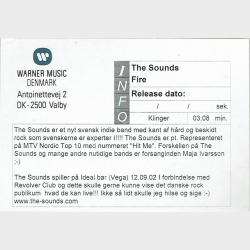 WARNER MUSIC
DENMARK
Antoinettevej 2
DK-2500 Valby
INFO
The Sounds
Fire
Release dato:
/ / sek.
Klinger 03:08 min.
The Sounds er et nyt svensk indie band med kant af hård og beskidt
rock som svenskerne er experter i!!!! The Sounds er pt. Repræsenteret
på MTV Nordic Top 10 med nummeret "Hit Me". Forskellen på The
Sounds og mange andre nutidige bands er forsanginden Maja Ivarsson
:-)
The Sounds spiller på Ideal bar (Vega) 12.09.02 I forbindelse med
Revolver Club og dette skulle gerne kunne vise det danske rock
publikum hvad de kan live!!! Ikke så lidt skulle jeg hilse og sige ;-)
www.the-sounds.com